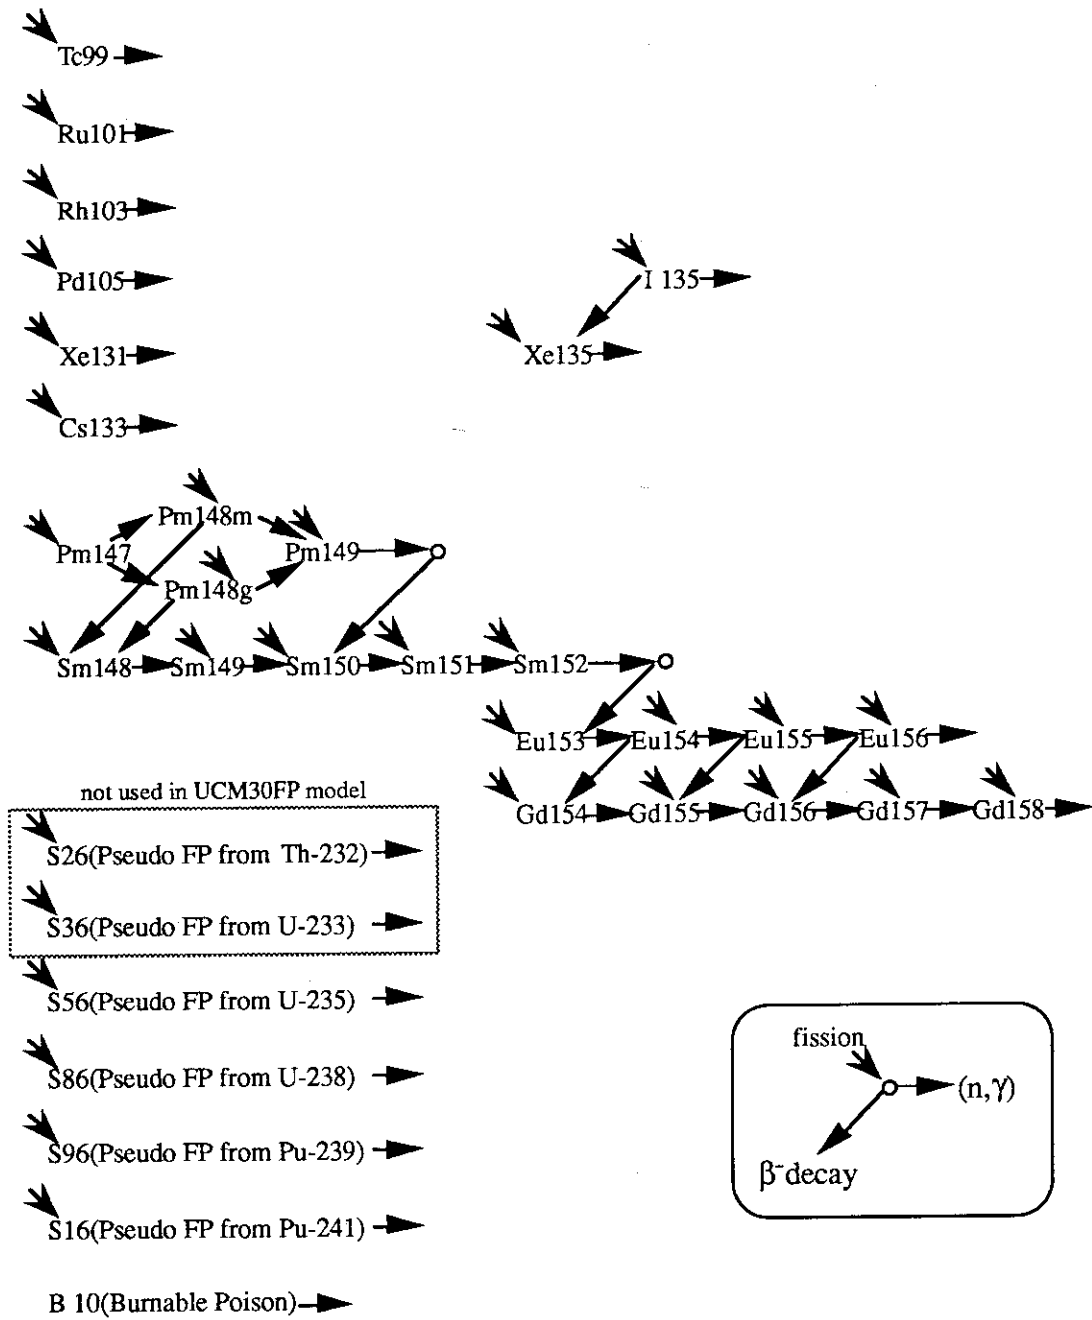 Tc99
Ru101
Rh103
Pd105
I 135
Xe131
Xe135
Cs133
Pm148m
Pm147
Pm149
Pm148g
Sm148
Sm149
Sm150
Sm151
Sm152
Eu153
Eu154
Eu155
Eu156
not used in UCM30FP model
Gd154
Gd155
Gd156
Gd157
Gd158
S26(Pseudo FP from Th-232)
S36(Pseudo FP from U-233)
S56(Pseudo FP from U-235)
S86(Pseudo FP from U-238)
S96(Pseudo FP from Pu-239)
S16(Pseudo FP from Pu-241)
B 10(Burnable Poison)
fission
(n,γ)
β⁻decay